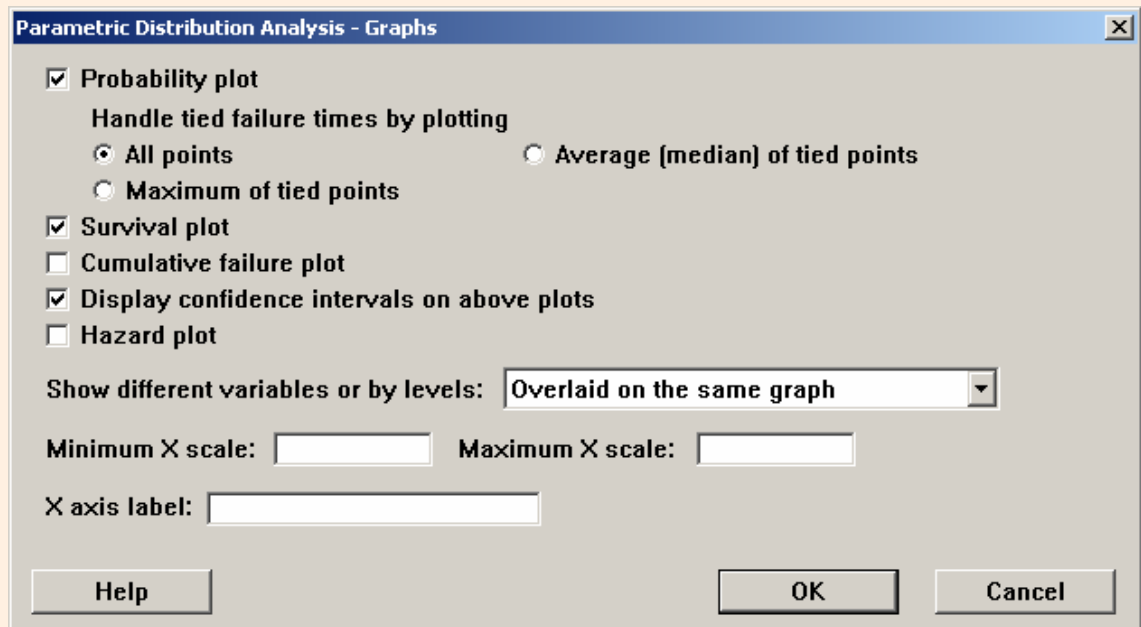 Parametric Distribution Analysis - Graphs
Probability plot
Handle tied failure times by plotting
All points
Average (median) of tied points
Maximum of tied points
Survival plot
Cumulative failure plot
Display confidence intervals on above plots
Hazard plot
Show different variables or by levels: Overlaid on the same graph
Minimum X scale: Maximum X scale:
X axis label:
Help OK Cancel